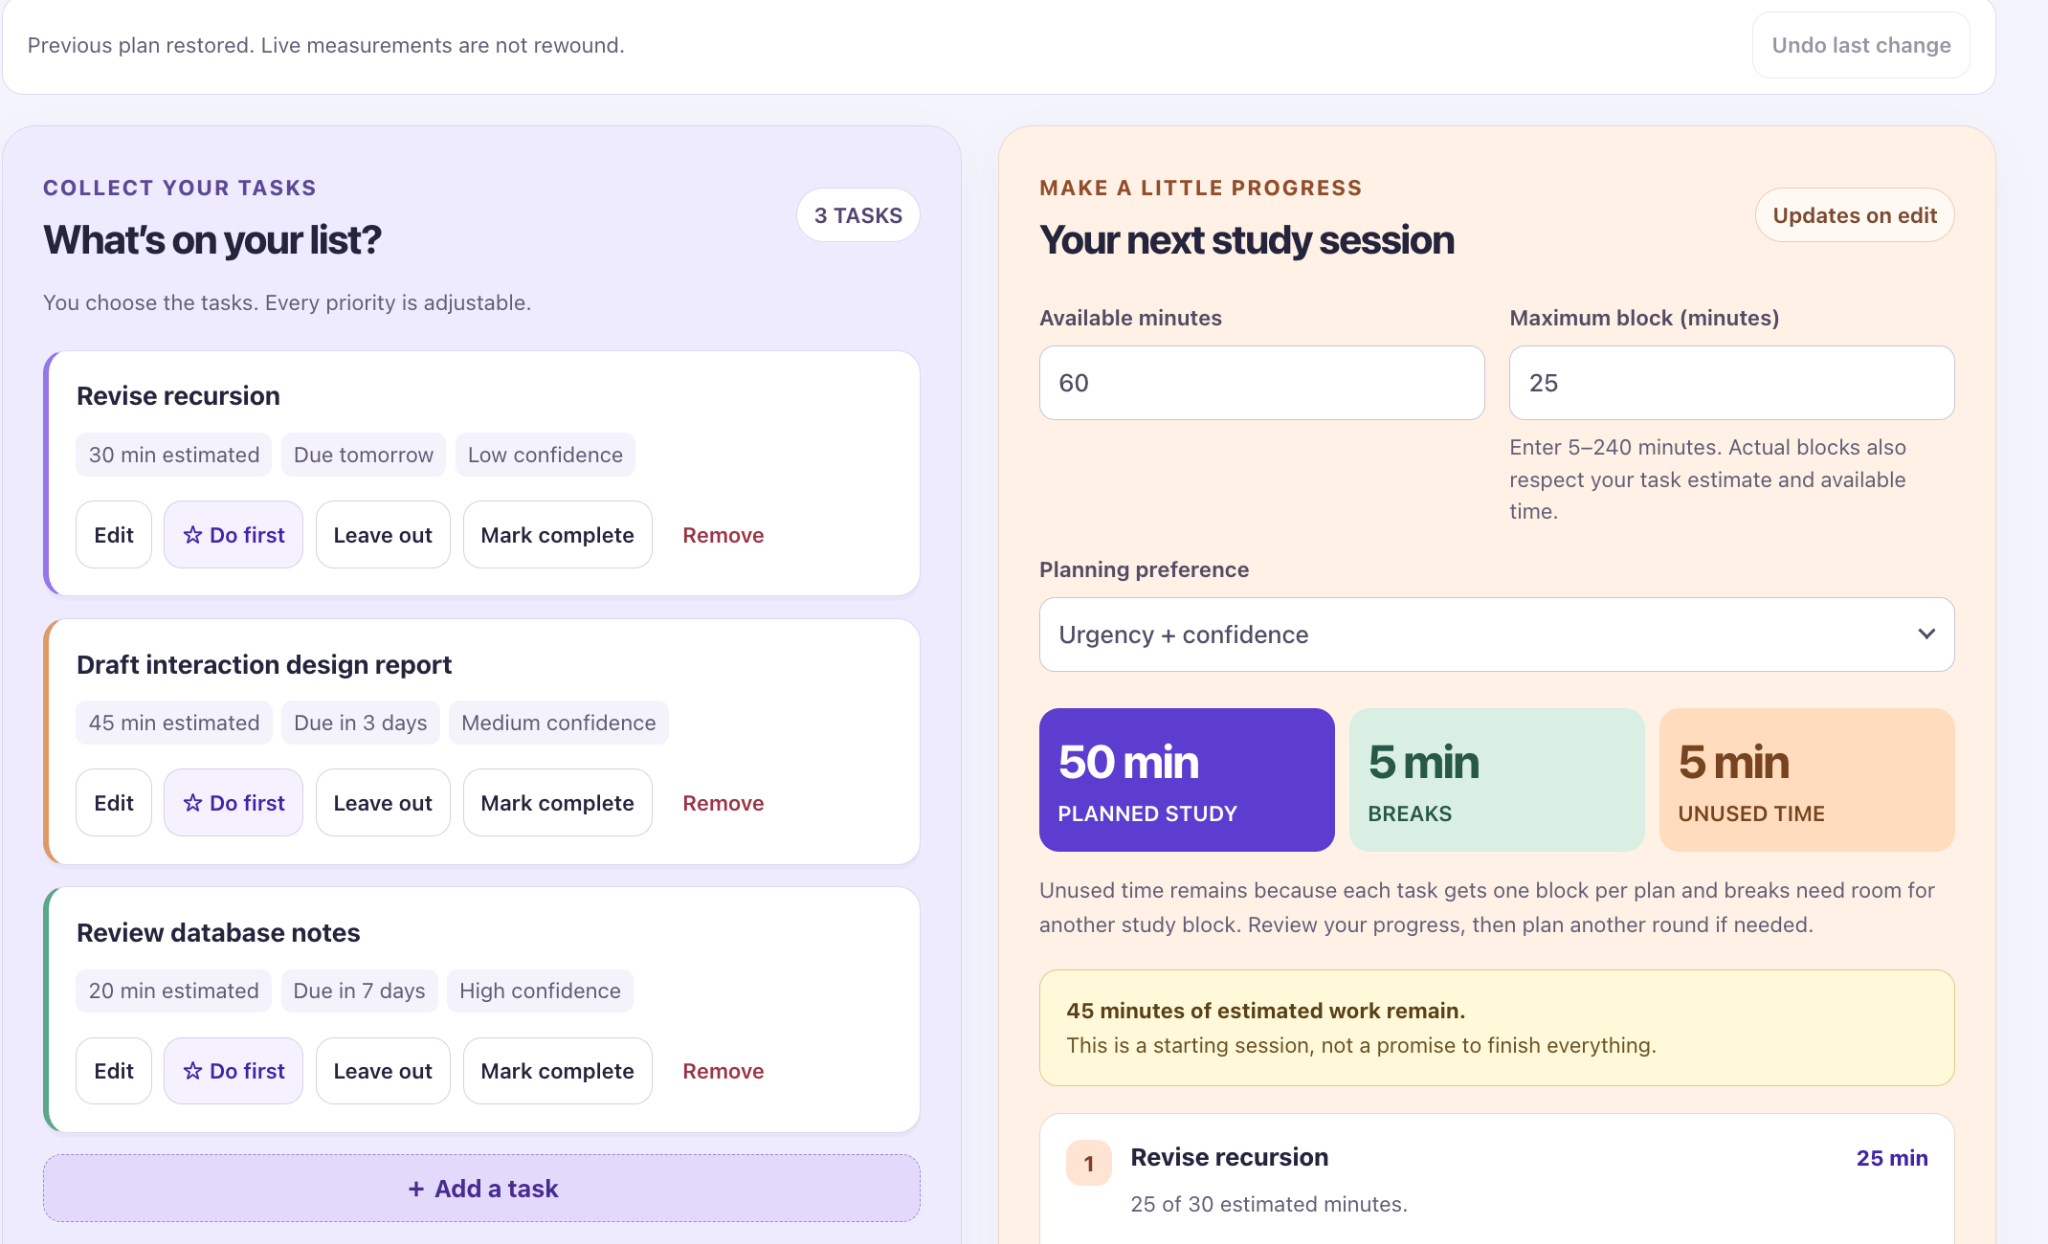 Previous plan restored. Live measurements are not rewound.
Undo last change
COLLECT YOUR TASKS
What's on your list?
3 TASKS
You choose the tasks. Every priority is adjustable.
Revise recursion
30 min estimated
Due tomorrow
Low confidence
Edit
☆ Do first
Leave out
Mark complete
Remove
Draft interaction design report
45 min estimated
Due in 3 days
Medium confidence
Edit
☆ Do first
Leave out
Mark complete
Remove
Review database notes
20 min estimated
Due in 7 days
High confidence
Edit
☆ Do first
Leave out
Mark complete
Remove
+ Add a task
MAKE A LITTLE PROGRESS
Your next study session
Updates on edit
Available minutes
60
Maximum block (minutes)
25
Enter 5–240 minutes. Actual blocks also
respect your task estimate and available
time.
Planning preference
Urgency + confidence
50 min
PLANNED STUDY
5 min
BREAKS
5 min
UNUSED TIME
Unused time remains because each task gets one block per plan and breaks need room for
another study block. Review your progress, then plan another round if needed.
45 minutes of estimated work remain.
This is a starting session, not a promise to finish everything.
1
Revise recursion
25 min
25 of 30 estimated minutes.